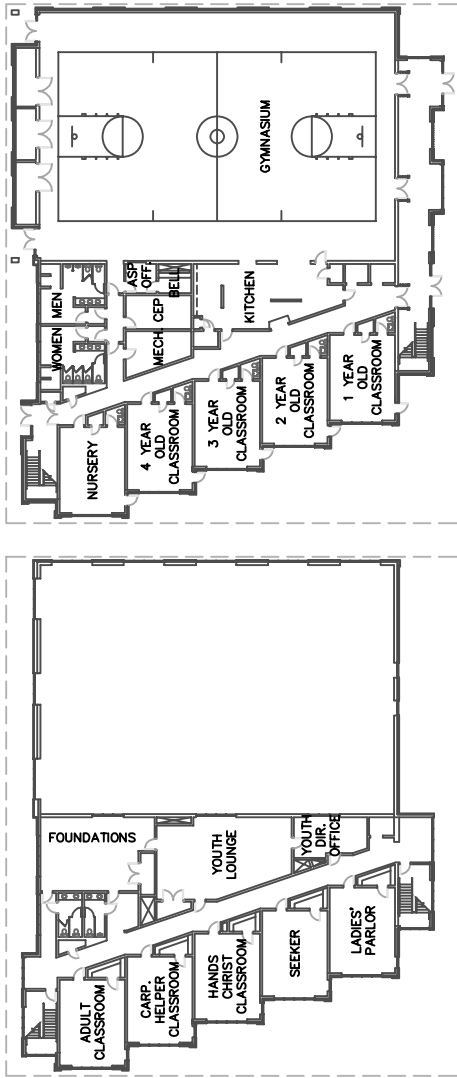 GYMNASIUM
ASP
OFF.
BELL
KITCHEN
MEN
WOMEN
CEP
MECH.
NURSERY
4 YEAR
OLD
CLASSROOM
3 YEAR
OLD
CLASSROOM
2 YEAR
OLD
CLASSROOM
1 YEAR
OLD
CLASSROOM
FOUNDATIONS
YOUTH
LOUNGE
YOUTH
DIR.
OFFICE
ADULT
CLASSROOM
CARP.
HELPER
CLASSROOM
HANDS
CHRIST
CLASSROOM
SEEKER
LADIES'
PARLOR